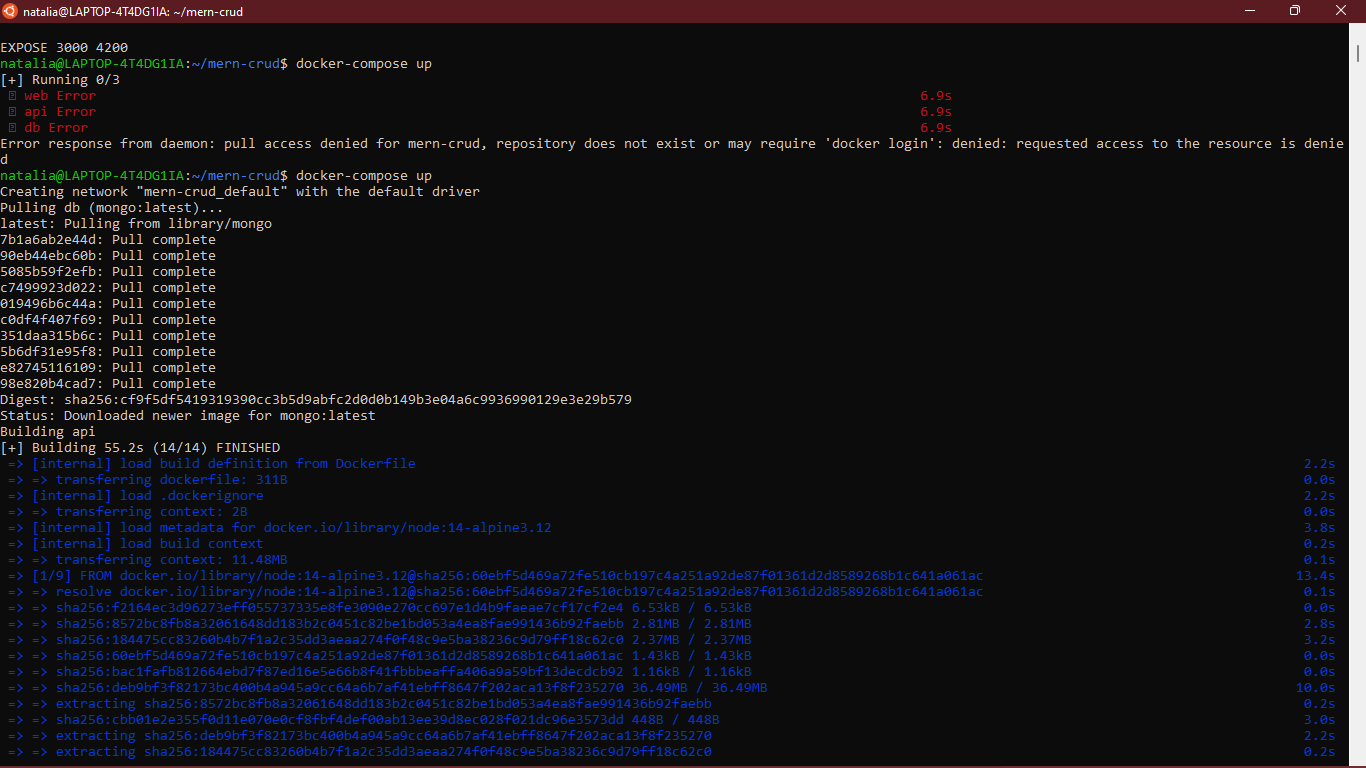 natalia@LAPTOP-4T4DG1IA: ~/mern-crud
EXPOSE 3000 4200
natalia@LAPTOP-4T4DG1IA:~/mern-crud$ docker-compose up
[+] Running 0/3
web Error 6.9s
api Error 6.9s
db Error 6.9s
Error response from daemon: pull access denied for mern-crud, repository does not exist or may require 'docker login': denied: requested access to the resource is denie
d
natalia@LAPTOP-4T4DG1IA:~/mern-crud$ docker-compose up
Creating network "mern-crud_default" with the default driver
Pulling db (mongo:latest)...
latest: Pulling from library/mongo
7b1a6ab2e44d: Pull complete
90eb44ebc60b: Pull complete
5085b59f2efb: Pull complete
c7499923d022: Pull complete
019496b6c44a: Pull complete
c0df4f407f69: Pull complete
351daa315b6c: Pull complete
5b6df31e95f8: Pull complete
e82745116109: Pull complete
98e820b4cad7: Pull complete
Digest: sha256:cf9f5df5419319390cc3b5d9abfc2d0d0b149b3e04a6c9936990129e3e29b579
Status: Downloaded newer image for mongo:latest
Building api
[+] Building 55.2s (14/14) FINISHED
=> [internal] load build definition from Dockerfile 2.2s
=> => transferring dockerfile: 311B 0.0s
=> [internal] load .dockerignore 2.2s
=> => transferring context: 2B 0.0s
=> [internal] load metadata for docker.io/library/node:14-alpine3.12 3.8s
=> [internal] load build context 0.2s
=> => transferring context: 11.48MB 0.1s
=> [1/9] FROM docker.io/library/node:14-alpine3.12@sha256:60ebf5d469a72fe510cb197c4a251a92de87f01361d2d8589268b1c641a061ac 13.4s
=> => resolve docker.io/library/node:14-alpine3.12@sha256:60ebf5d469a72fe510cb197c4a251a92de87f01361d2d8589268b1c641a061ac 0.1s
=> => sha256:f2164ec3d96273eff055737335e8fe3090e270cc697e1d4b9faeae7cf17cf2e4 6.53kB / 6.53kB 0.0s
=> => sha256:8572bc8fb8a32061648dd183b2c0451c82be1bd053a4ea8fae991436b92faebb 2.81MB / 2.81MB 2.8s
=> => sha256:184475cc83260b4b7f1a2c35dd3aeaa274f0f48c9e5ba38236c9d79ff18c62c0 2.37MB / 2.37MB 3.2s
=> => sha256:60ebf5d469a72fe510cb197c4a251a92de87f01361d2d8589268b1c641a061ac 1.43kB / 1.43kB 0.0s
=> => sha256:bac1fafb812664ebd7f87ed16e5e66b8f41fbbbeaffa406a9a59bf13decdcb92 1.16kB / 1.16kB 0.0s
=> => sha256:deb9bf3f82173bc400b4a945a9cc64a6b7af41ebff8647f202aca13f8f235270 36.49MB / 36.49MB 10.0s
=> => extracting sha256:8572bc8fb8a32061648dd183b2c0451c82be1bd053a4ea8fae991436b92faebb 0.2s
=> => sha256:cbb01e2e355f0d11e070e0cf8fbf4def00ab13ee39d8ec028f021dc96e3573dd 448B / 448B 3.0s
=> => extracting sha256:deb9bf3f82173bc400b4a945a9cc64a6b7af41ebff8647f202aca13f8f235270 2.2s
=> => extracting sha256:184475cc83260b4b7f1a2c35dd3aeaa274f0f48c9e5ba38236c9d79ff18c62c0 0.2s